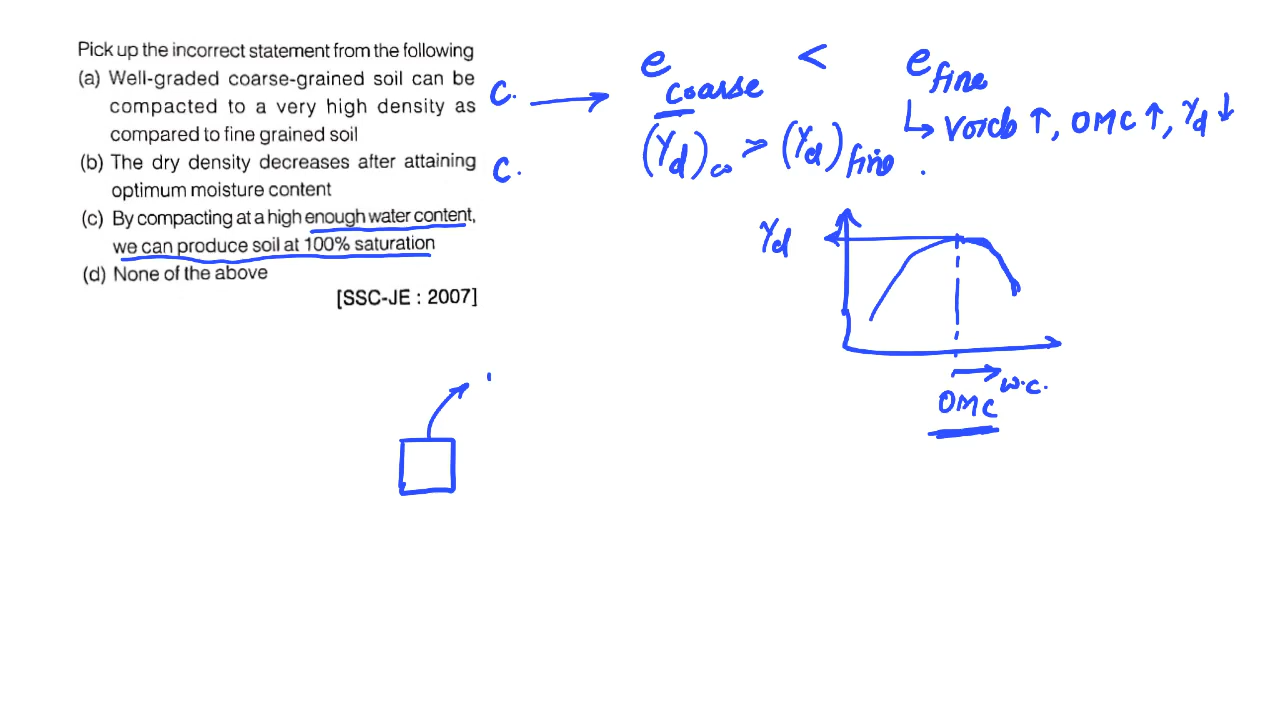 Pick up the incorrect statement from the following
(a) Well-graded coarse-grained soil can be
compacted to a very high density as
compared to fine grained soil
(b) The dry density decreases after attaining
optimum moisture content
(c) By compacting at a high enough water content,
we can produce soil at 100% saturation
(d) None of the above
[SSC-JE : 2007]
C. → e coarse < e fine
↳ Voids ↑, OMC ↑, γd ↓
C.
(γd)co > (γd)fine.
γd
w.c.
OMC